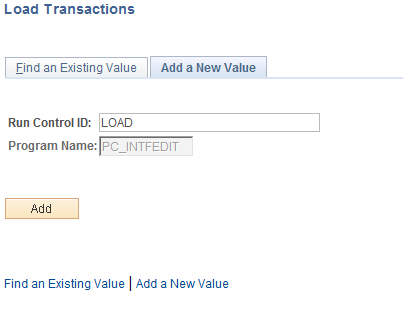 Load Transactions
Find an Existing Value Add a New Value
Run Control ID: LOAD
Program Name: PC_INTFEDIT
Add
Find an Existing Value | Add a New Value